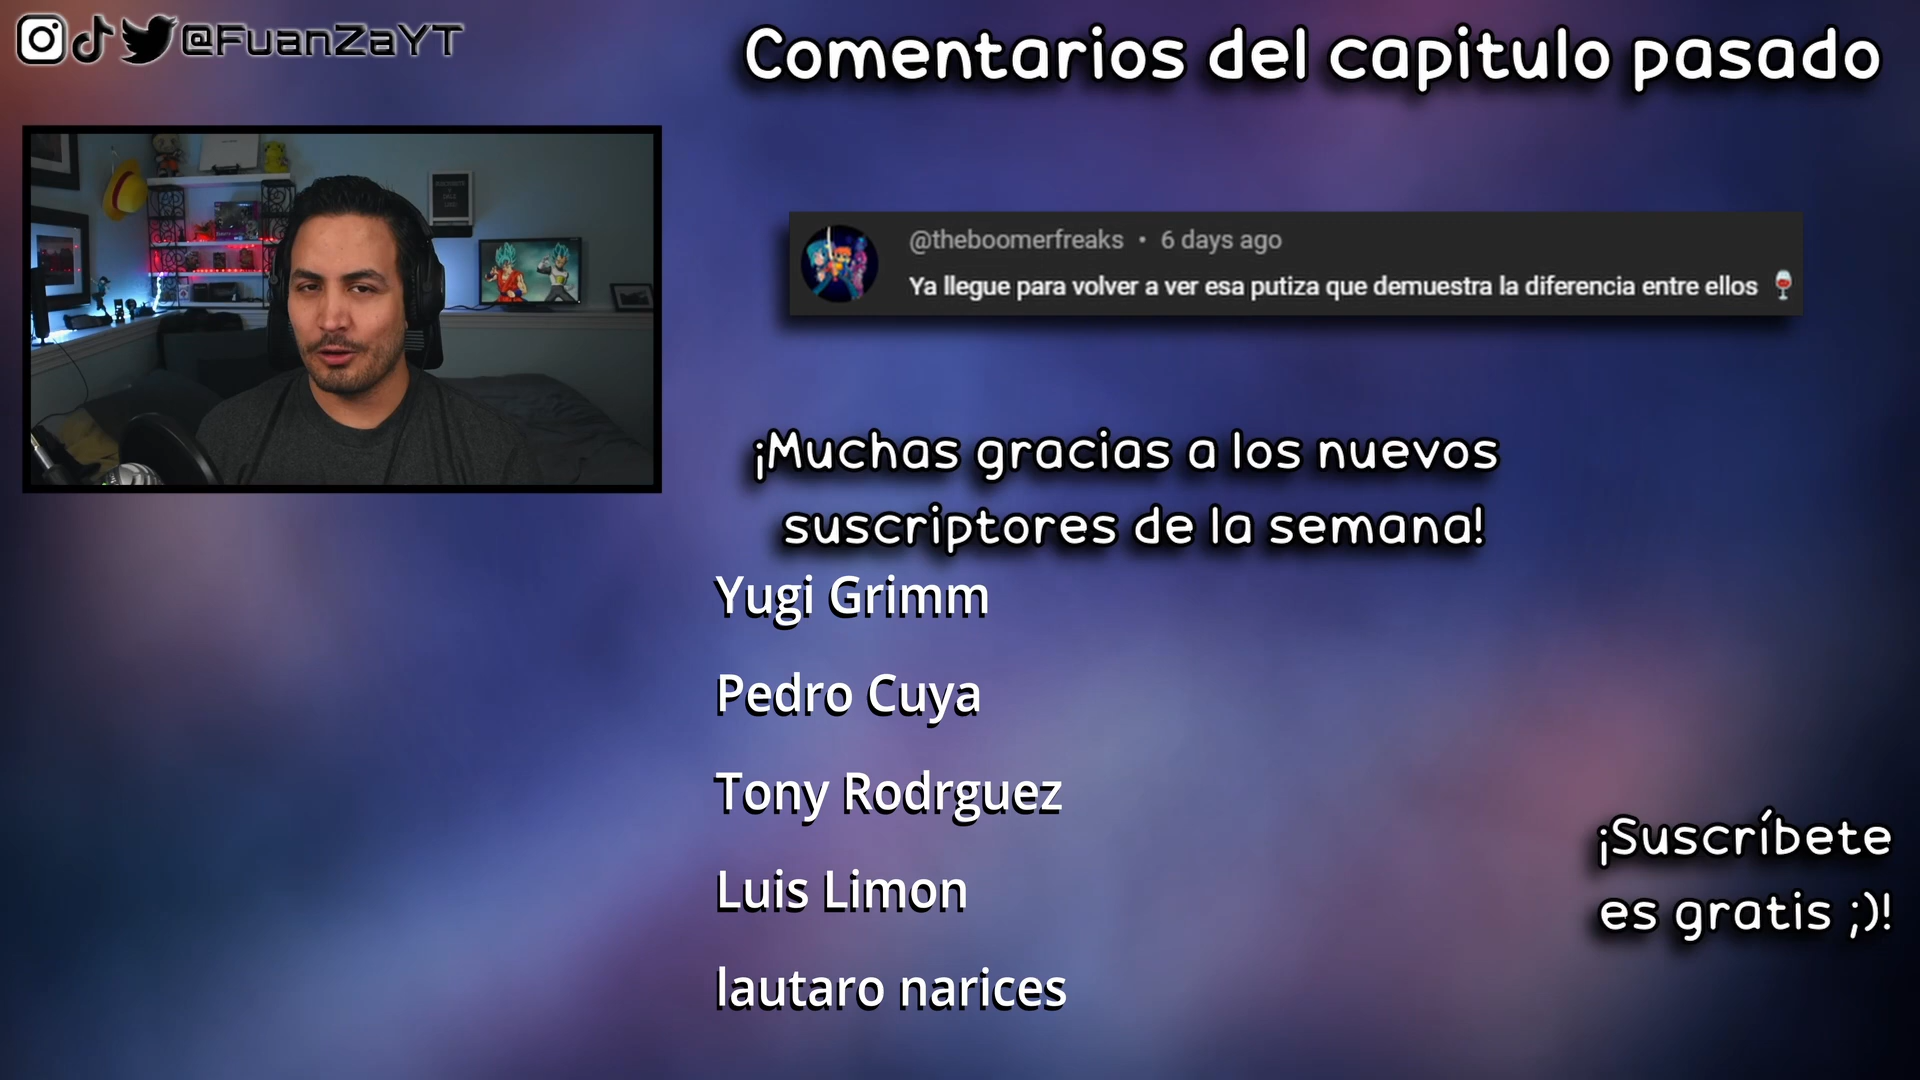 @FuanZaYT
Comentarios del capitulo pasado
@theboomerfreaks • 6 days ago
Ya llegue para volver a ver esa putiza que demuestra la diferencia entre ellos 🍷
¡Muchas gracias a los nuevos
suscriptores de la semana!
Yugi Grimm
Pedro Cuya
Tony Rodrguez
Luis Limon
lautaro narices
¡Suscríbete
es gratis ;)!